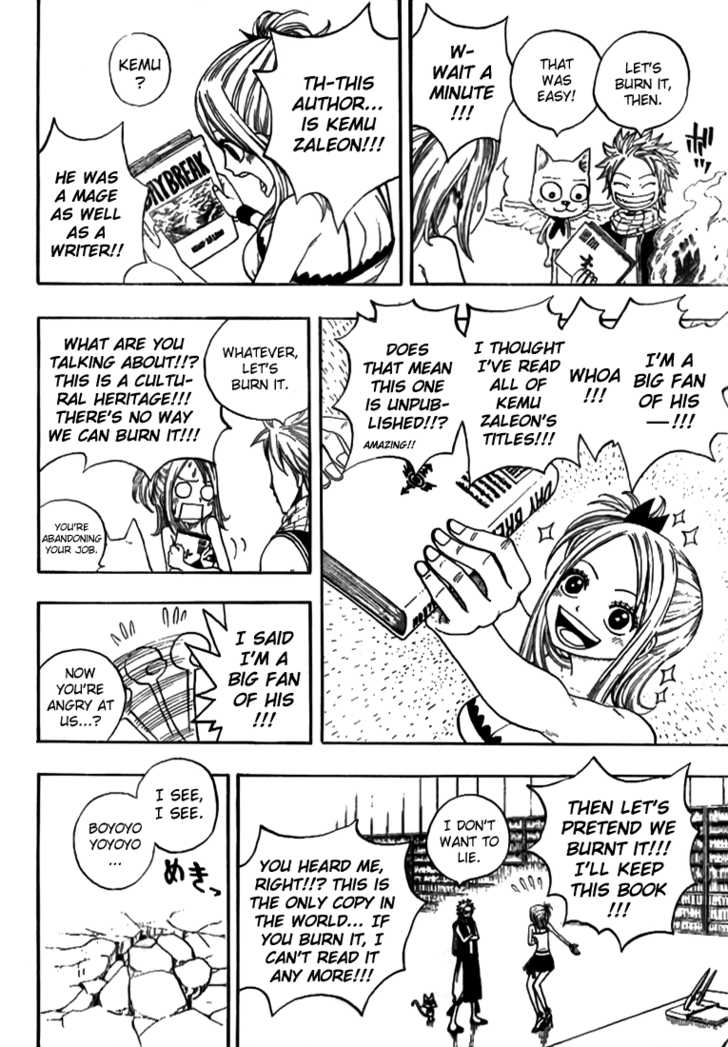 LET'S
BURN IT,
THEN.
THAT
WAS
EASY!
W-
WAIT A
MINUTE
!!!
TH-THIS
AUTHOR...
IS KEMU
ZALEON!!!
KEMU
?
DAYBREAK
KEMU ZALEON
HE WAS
A MAGE
AS WELL
AS A
WRITER!!
I'M A
BIG FAN
OF HIS
—!!!
WHOA
!!!
I THOUGHT
I'VE READ
ALL OF
KEMU
ZALEON'S
TITLES!!!
DOES
THAT MEAN
THIS ONE
IS UNPUB-
LISHED!!?
AMAZING!!
DAY BREAK
WHATEVER,
LET'S
BURN IT.
WHAT ARE YOU
TALKING ABOUT!!?
THIS IS A CULTU-
RAL HERITAGE!!!
THERE'S NO WAY
WE CAN BURN IT!!!
YOU'RE
ABANDONING
YOUR JOB.
I SAID
I'M A
BIG FAN
OF HIS
!!!
NOW
YOU'RE
ANGRY AT
US...?
THEN LET'S
PRETEND WE
BURNT IT!!!
I'LL KEEP
THIS BOOK
!!!
I DON'T
WANT TO
LIE.
YOU HEARD ME,
RIGHT!!? THIS IS
THE ONLY COPY IN
THE WORLD... IF
YOU BURN IT, I
CAN'T READ IT
ANY MORE!!!
I SEE,
I SEE.
BOYOYO
YOYOYO
...
めきっ